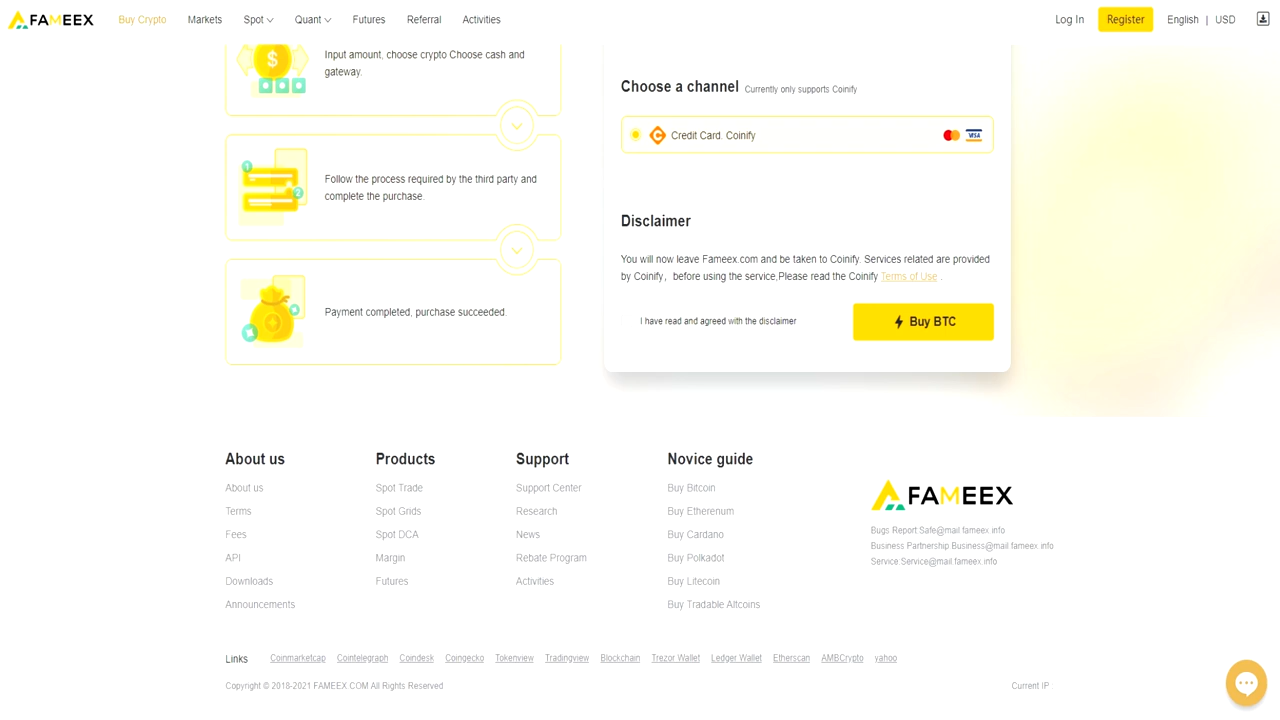 FAMEEX Buy Crypto Markets Spot Quant Futures Referral Activities Log In Register English | USD
Input amount, choose crypto Choose cash and
gateway.
Follow the process required by the third party and
complete the purchase.
Payment completed, purchase succeeded.
Choose a channel Currently only supports Coinify
Credit Card. Coinify VISA
Disclaimer
You will now leave Fameex.com and be taken to Coinify. Services related are provided
by Coinify, before using the service,Please read the Coinify Terms of Use .
I have read and agreed with the disclaimer Buy BTC
About us
About us
Terms
Fees
API
Downloads
Announcements
Products
Spot Trade
Spot Grids
Spot DCA
Margin
Futures
Support
Support Center
Research
News
Rebate Program
Activities
Novice guide
Buy Bitcoin
Buy Etherenum
Buy Cardano
Buy Polkadot
Buy Litecoin
Buy Tradable Altcoins
FAMEEX
Bugs Report Safe@mail fameex info
Business Partnership Business@mail fameex info
Service:Service@mail fameex info
Links Coinmarketcap Cointelegraph Coindesk Coingecko Tokenview Tradingview Blockchain Trezor Wallet Ledger Wallet Etherscan AMBCrypto yahoo
Copyright © 2018-2021 FAMEEX.COM All Rights Reserved Current IP